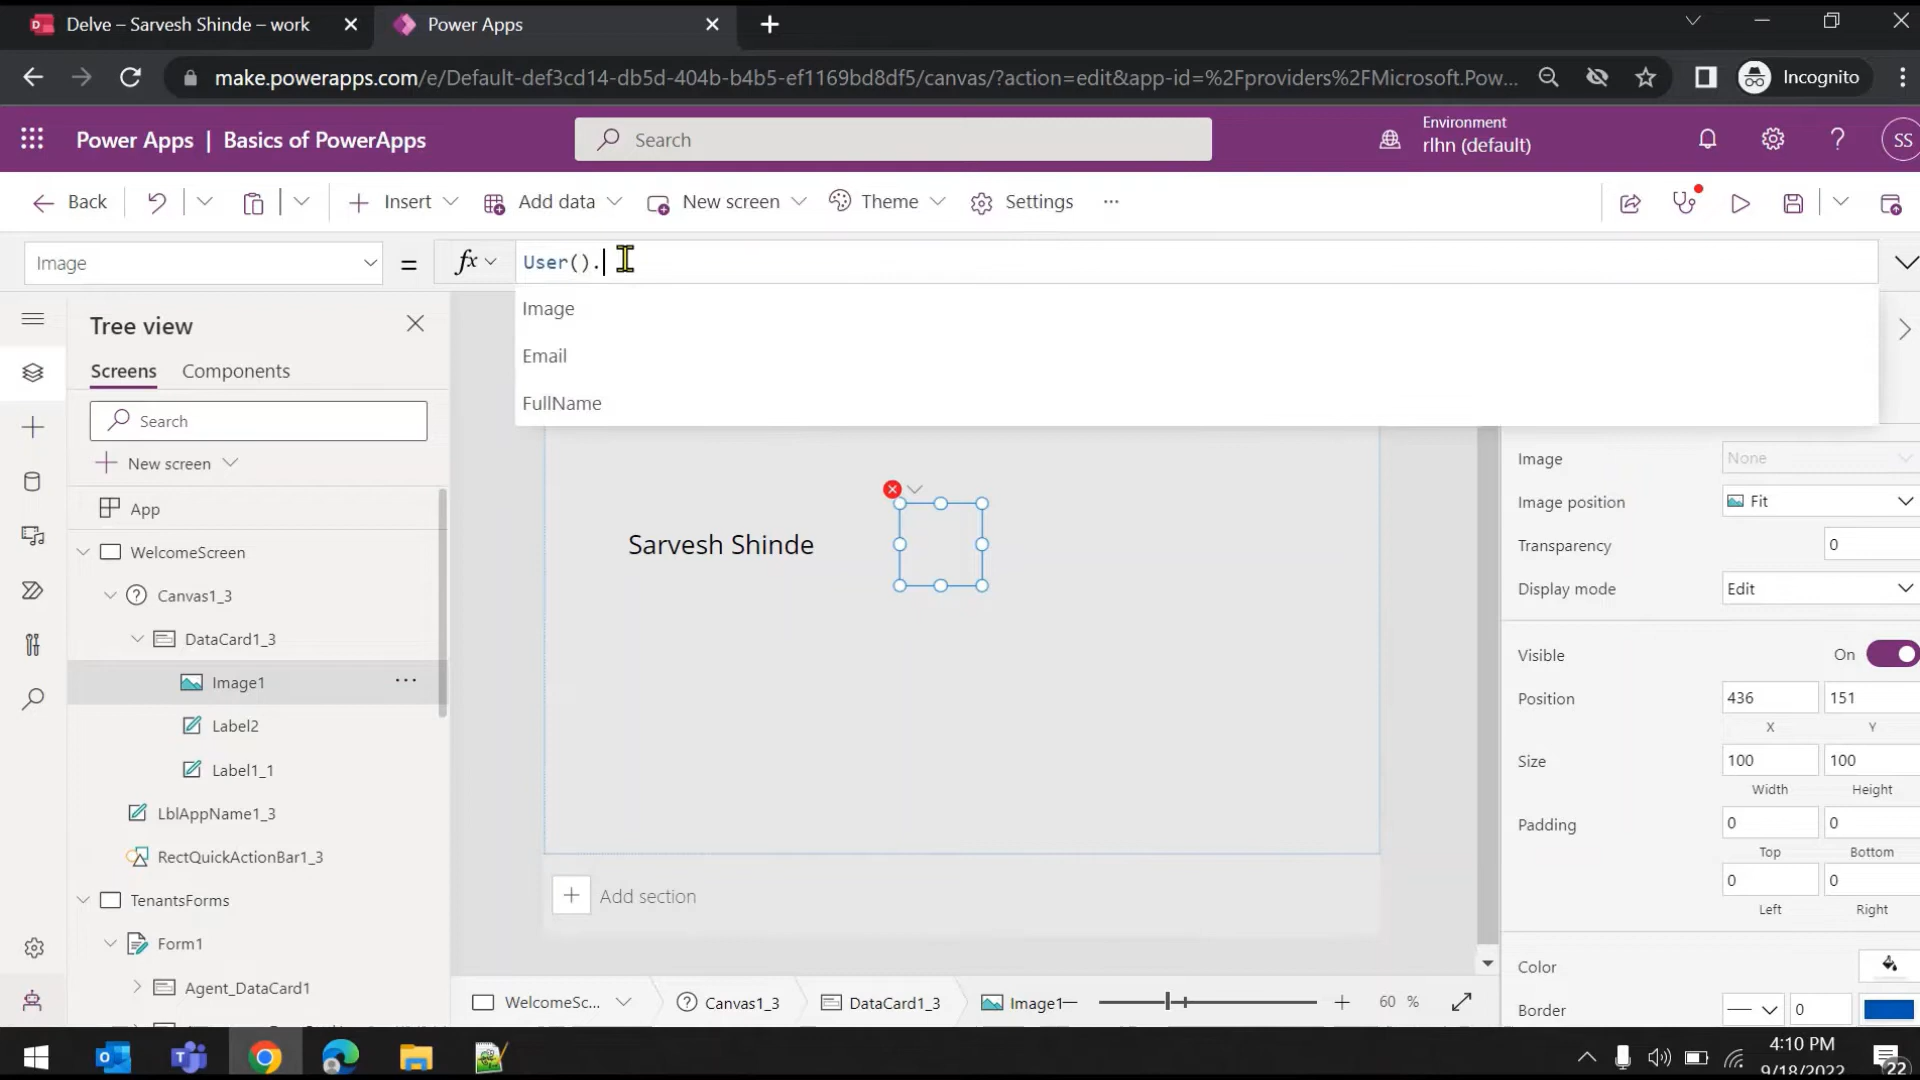 Delve – Sarvesh Shinde – work
Power Apps
make.powerapps.com/e/Default-def3cd14-db5d-404b-b4b5-ef1169bd8df5/canvas/?action=edit&app-id=%2Fproviders%2FMicrosoft.Pow...
Incognito
Power Apps | Basics of PowerApps
Search
Environment
rlhn (default)
SS
Back
Insert
Add data
New screen
Theme
Settings
Image
=
fx
User().
Image
Email
FullName
Tree view
Screens
Components
Search
New screen
App
WelcomeScreen
Canvas1_3
DataCard1_3
Image1
Label2
Label1_1
LblAppName1_3
RectQuickActionBar1_3
TenantsForms
Form1
Agent_DataCard1
Sarvesh Shinde
Add section
WelcomeSc...
Canvas1_3
DataCard1_3
Image1
60 %
Image
None
Image position
Fit
Transparency
0
Display mode
Edit
Visible
On
Position
436
151
X
Y
Size
100
100
Width
Height
Padding
0
0
Top
Bottom
0
0
Left
Right
Color
Border
0
4:10 PM
9/18/2022
22